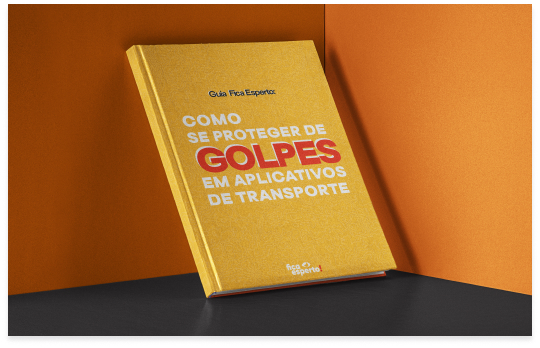 Guia Fica Esperto:
COMO
SE PROTEGER DE
GOLPES
EM APLICATIVOS
DE TRANSPORTE
fica
esperto!